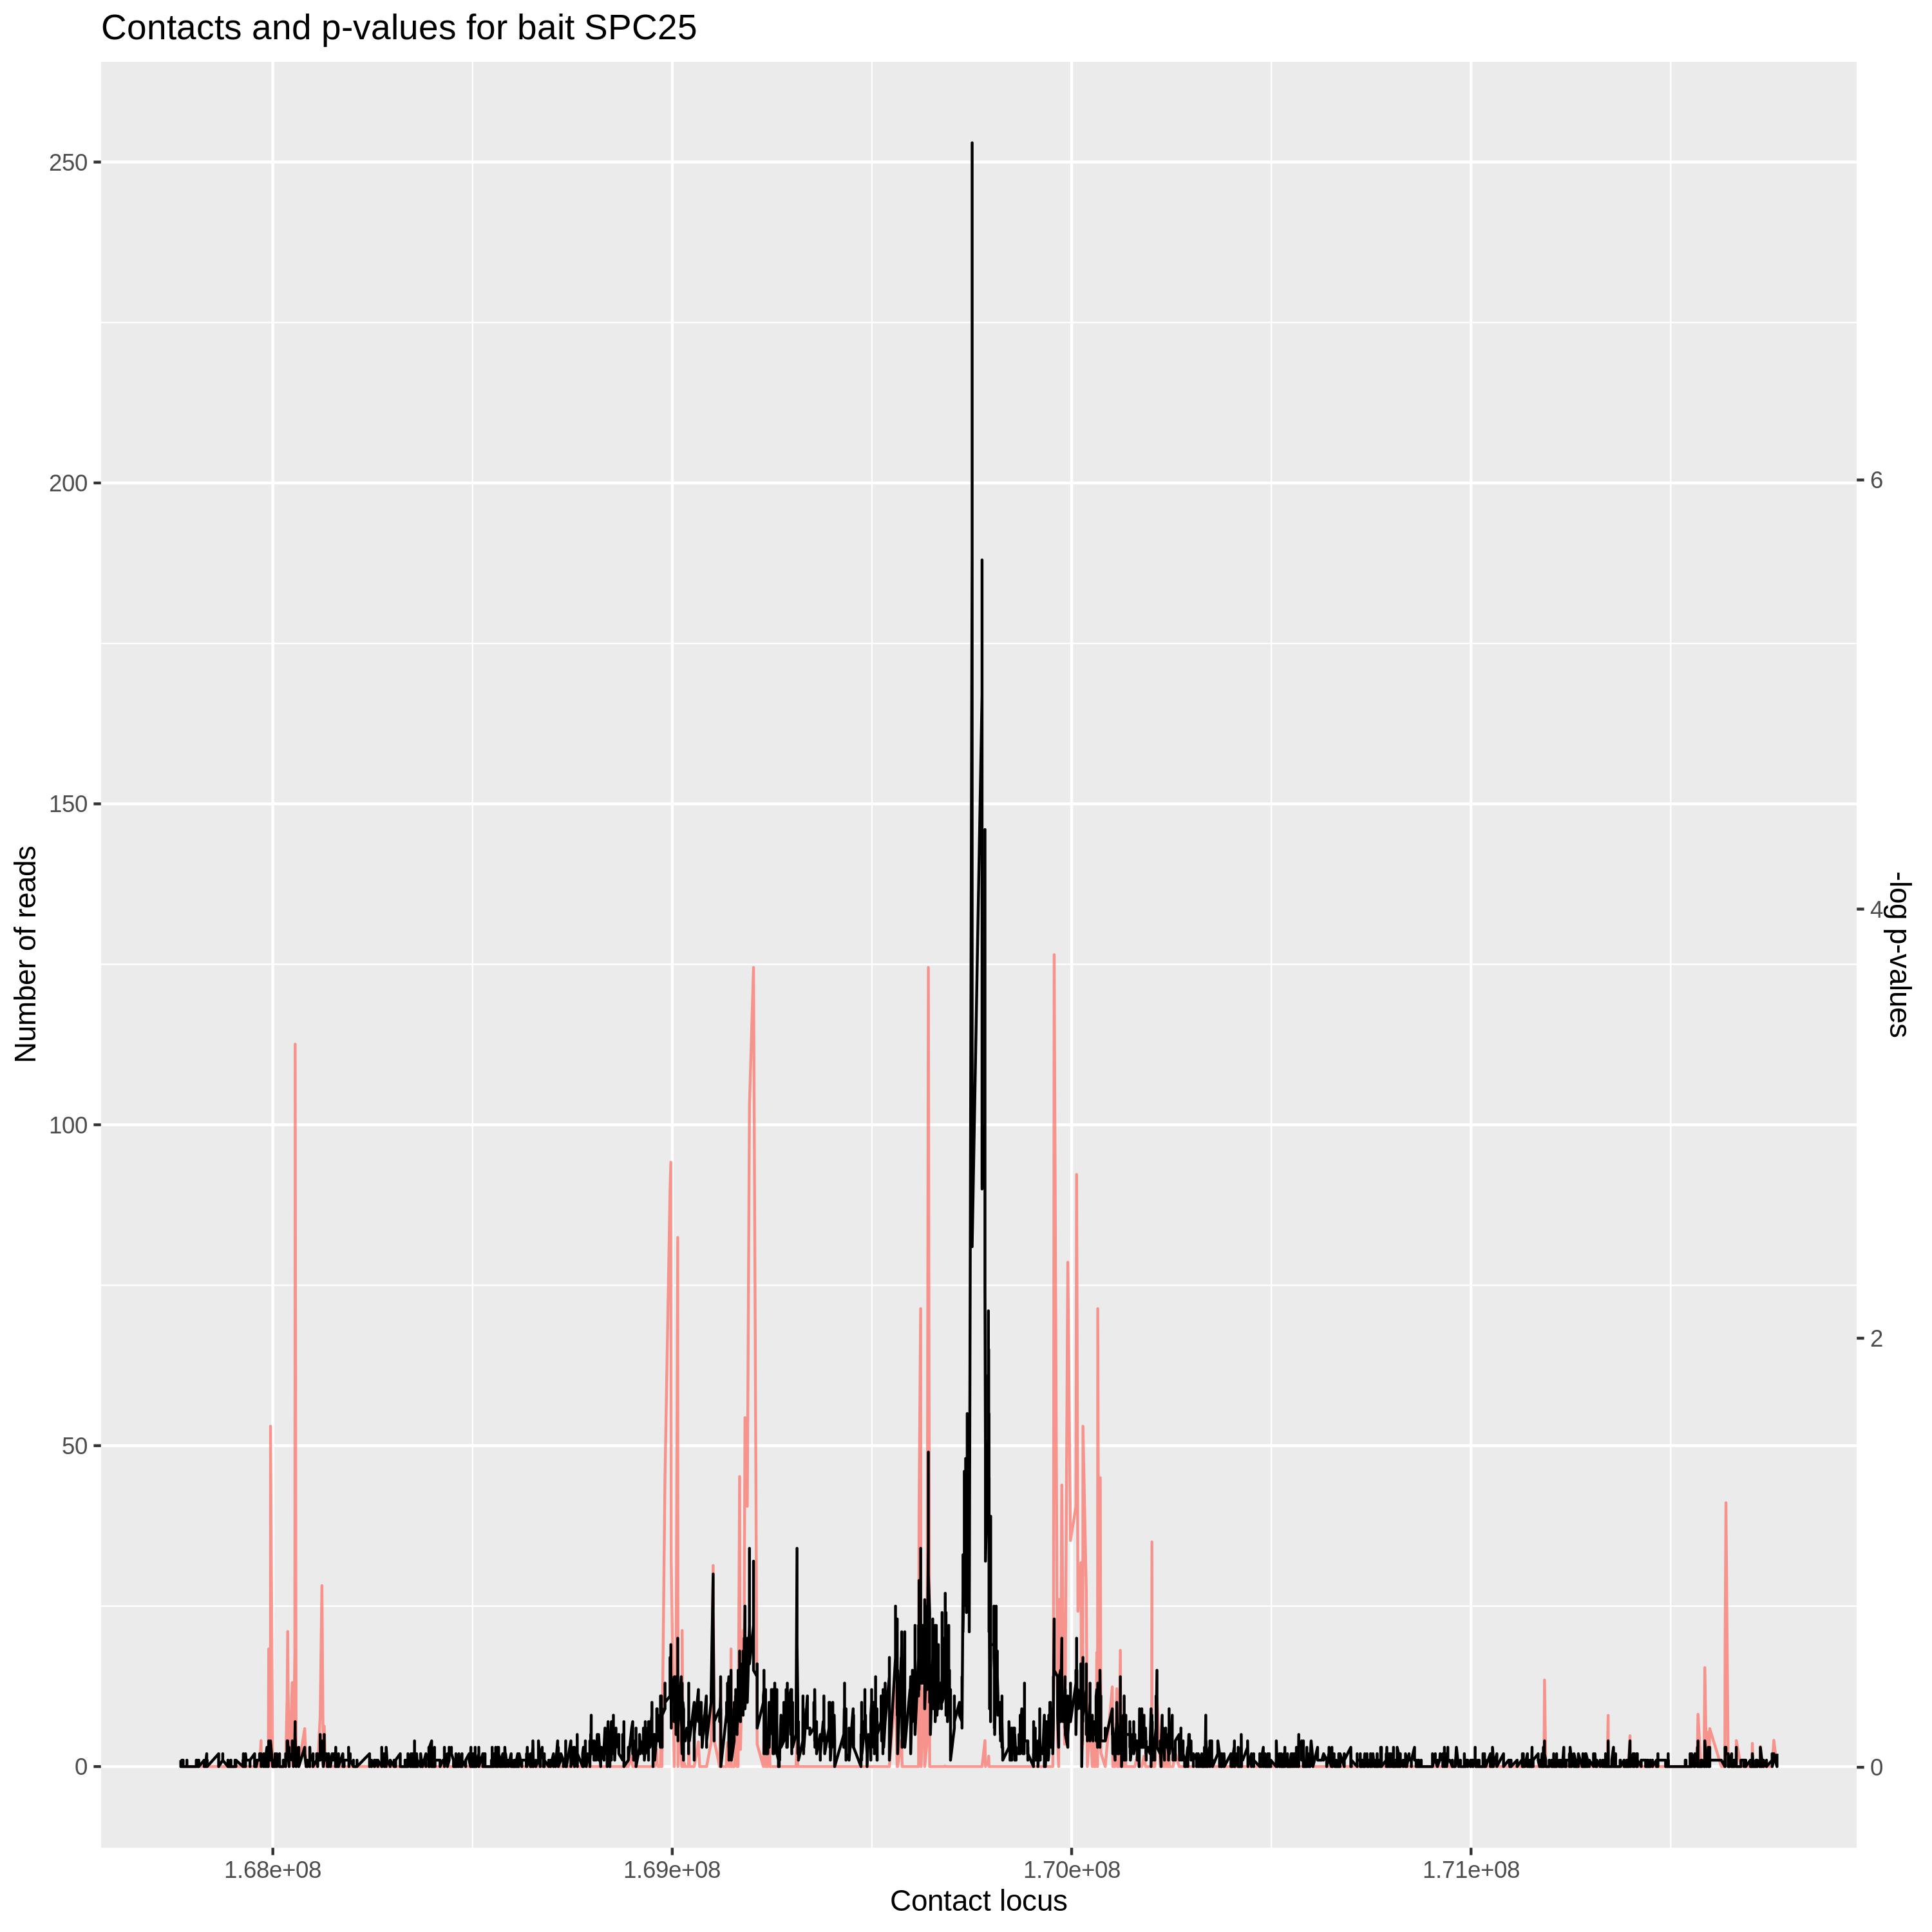 Contacts and p-values for bait SPC25
250
200
150
100
50
0
Number of reads
6
4
2
0
-log p-values
1.68e+08
1.69e+08
1.70e+08
1.71e+08
Contact locus